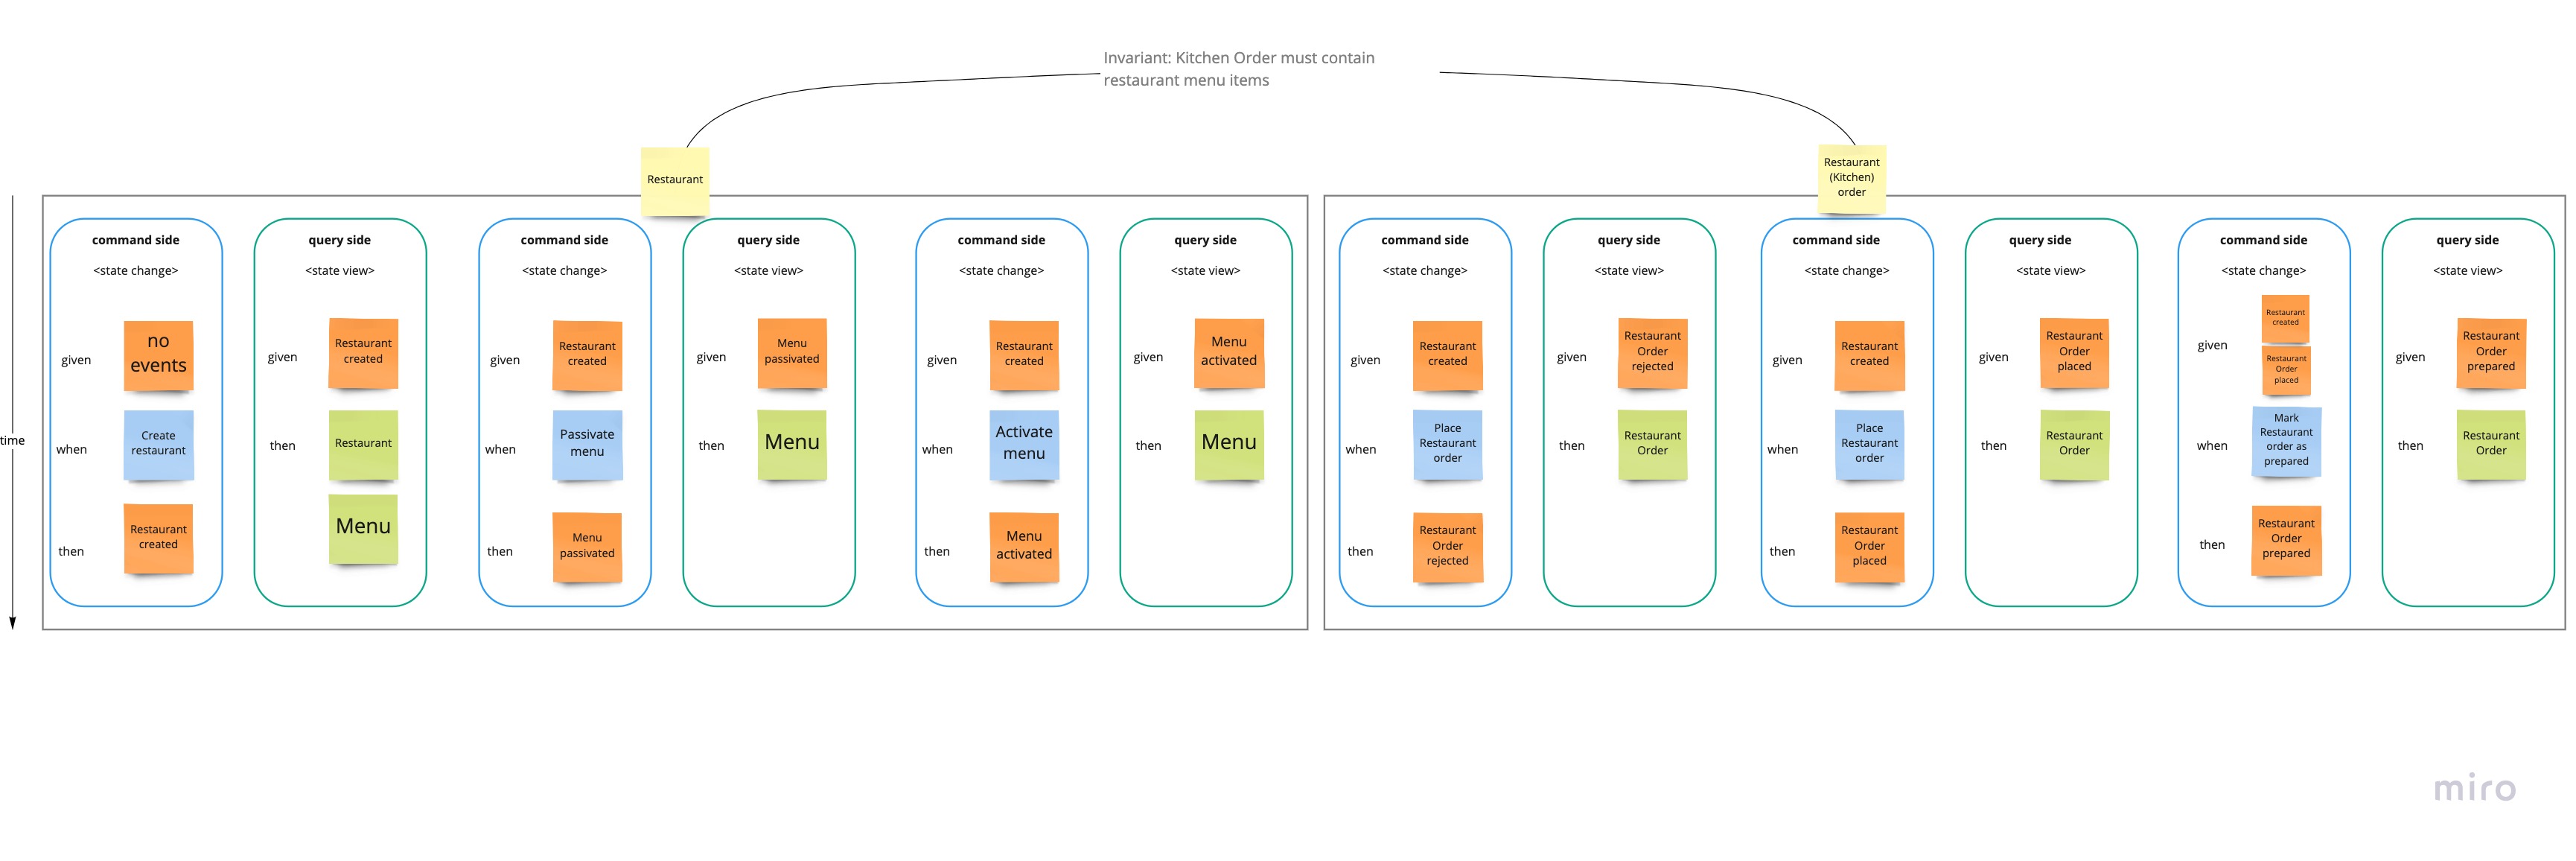 Invariant: Kitchen Order must contain
restaurant menu items
Restaurant
Restaurant
(Kitchen)
order
time
command side
<state change>
given
no
events
when
Create
restaurant
then
Restaurant
created
query side
<state view>
given
Restaurant
created
then
Restaurant
Menu
command side
<state change>
given
Restaurant
created
when
Passivate
menu
then
Menu
passivated
query side
<state view>
given
Menu
passivated
then
Menu
command side
<state change>
given
Restaurant
created
when
Activate
menu
then
Menu
activated
query side
<state view>
given
Menu
activated
then
Menu
command side
<state change>
given
Restaurant
created
when
Place
Restaurant
order
then
Restaurant
Order
rejected
query side
<state view>
given
Restaurant
Order
rejected
then
Restaurant
Order
command side
<state change>
given
Restaurant
created
when
Place
Restaurant
order
then
Restaurant
Order
placed
query side
<state view>
given
Restaurant
Order
placed
then
Restaurant
Order
command side
<state change>
given
Restaurant
created
Restaurant
Order
placed
when
Mark
Restaurant
order as
prepared
then
Restaurant
Order
prepared
query side
<state view>
given
Restaurant
Order
prepared
then
Restaurant
Order
miro